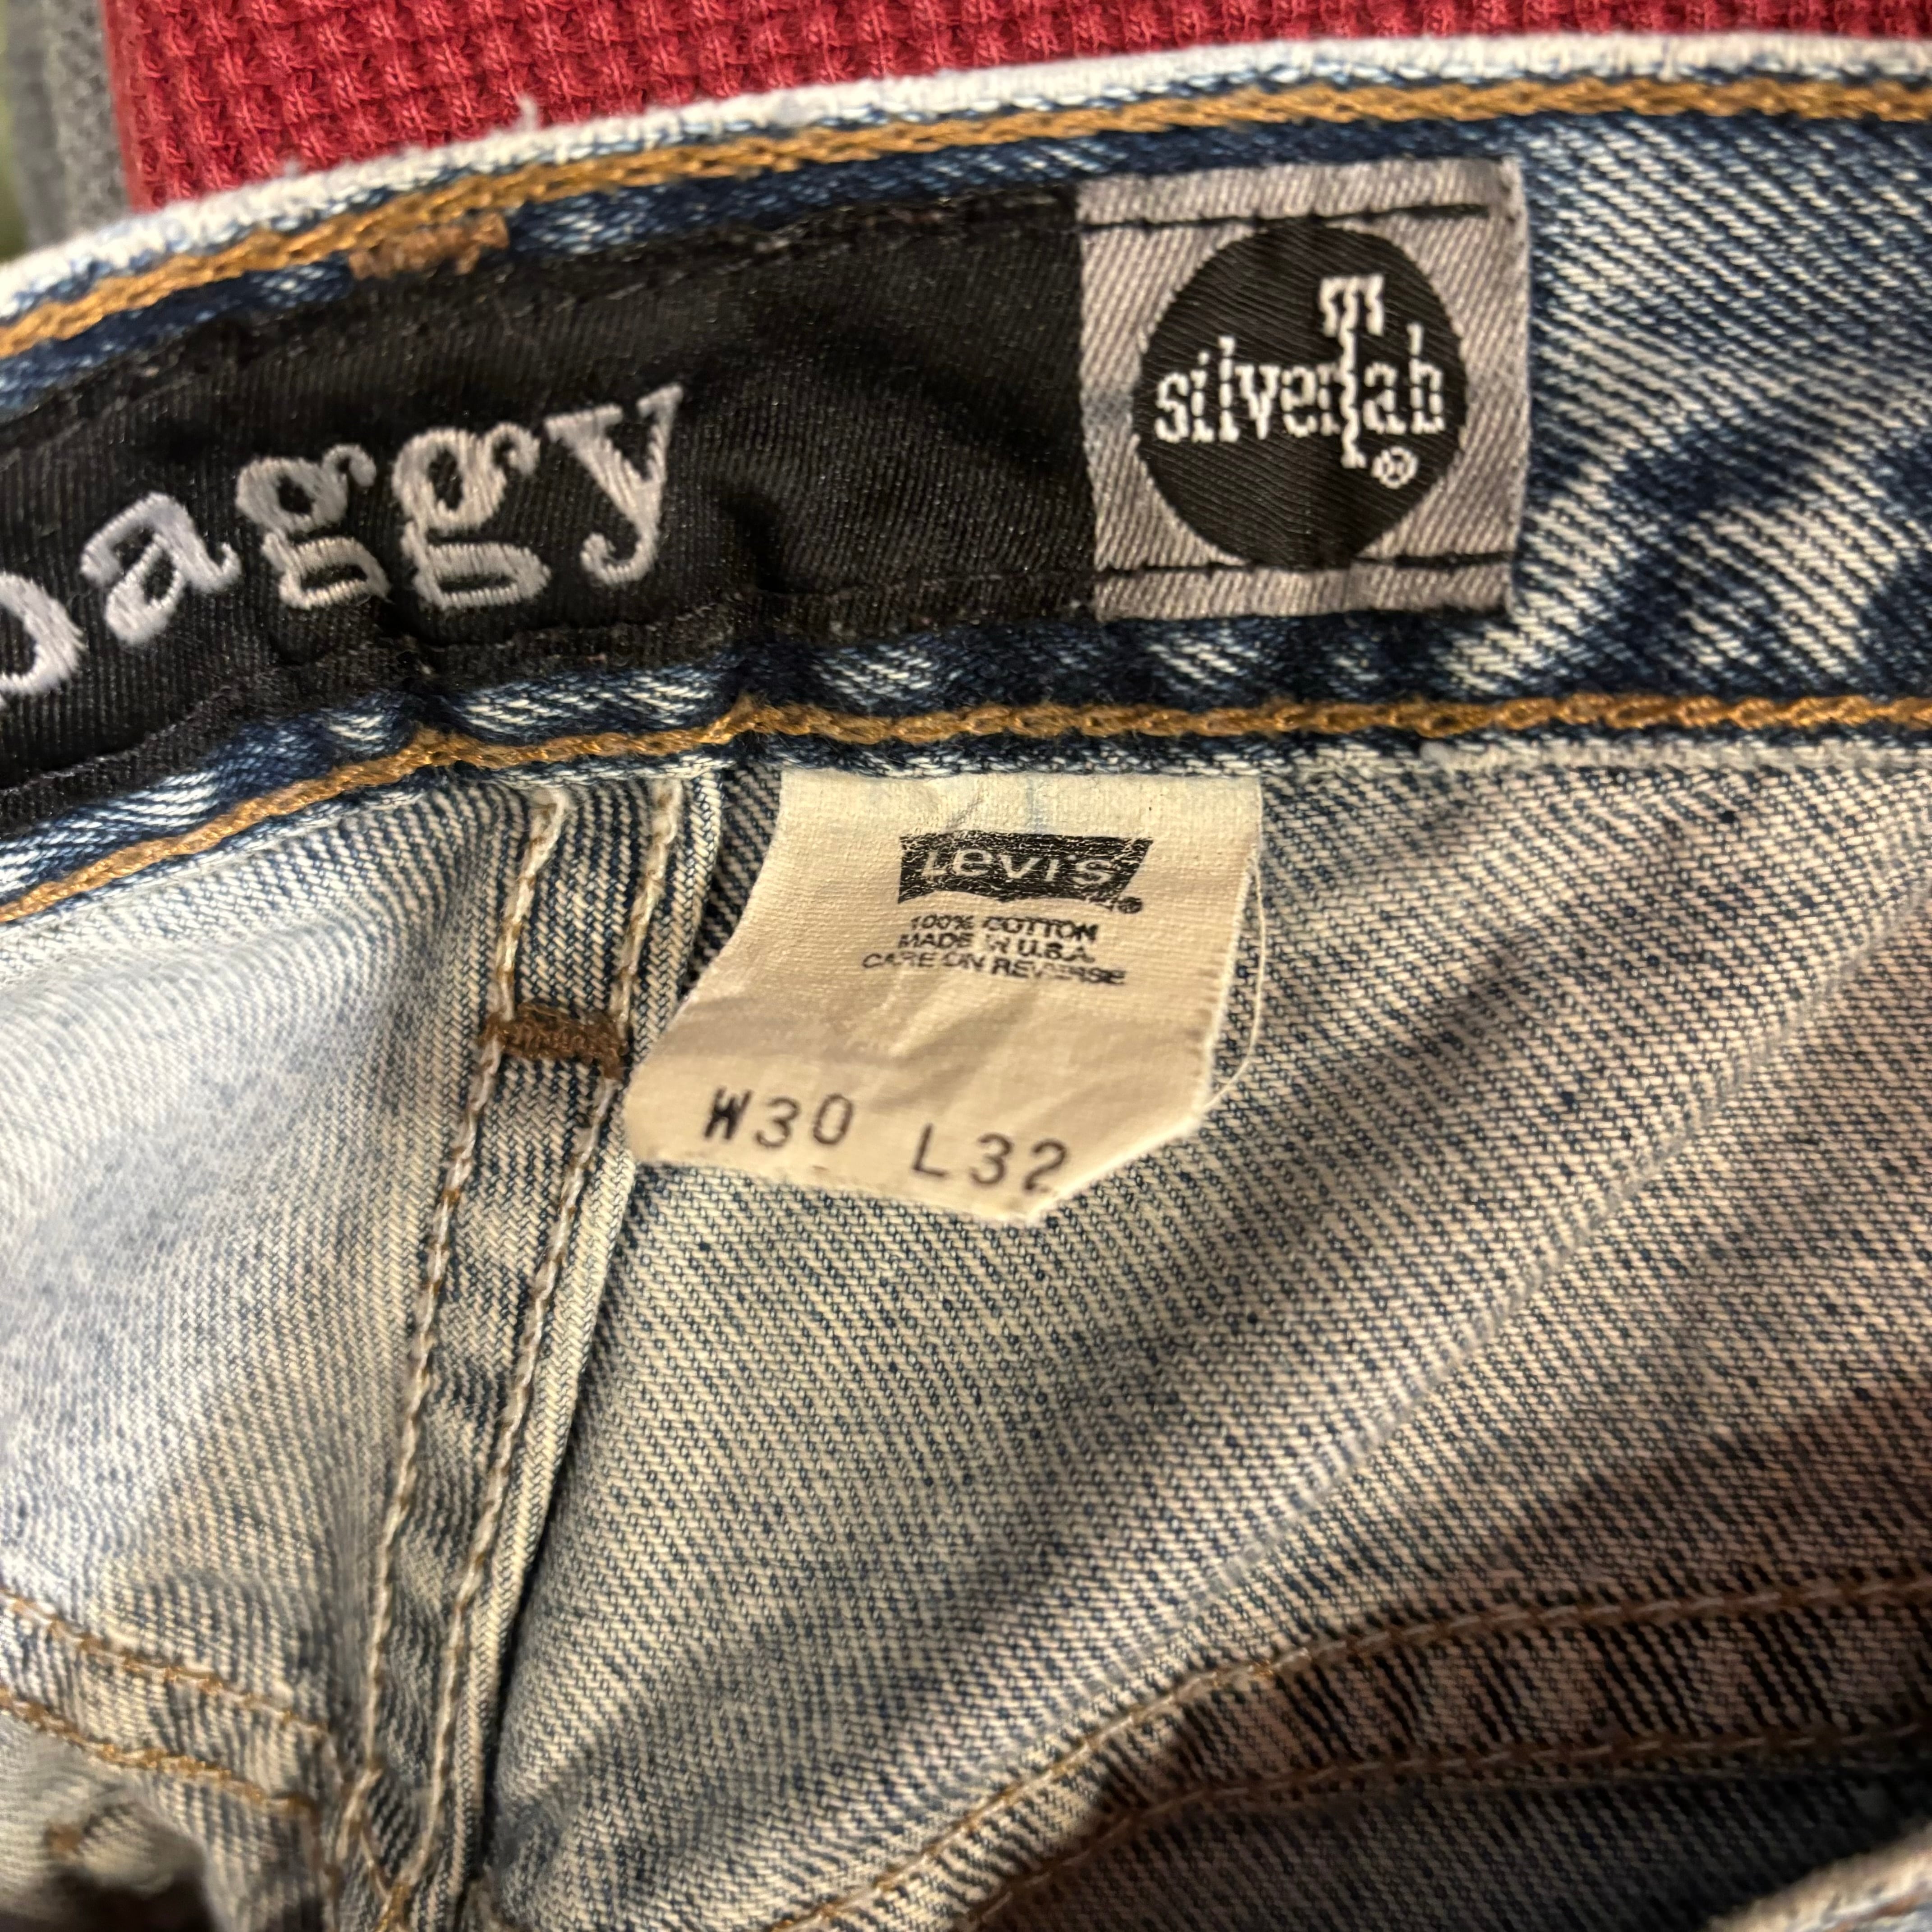 baggy
silverTab®
Levi's®
100% COTTON
MADE IN U.S.A.
CARE ON REVERSE
W30 L32